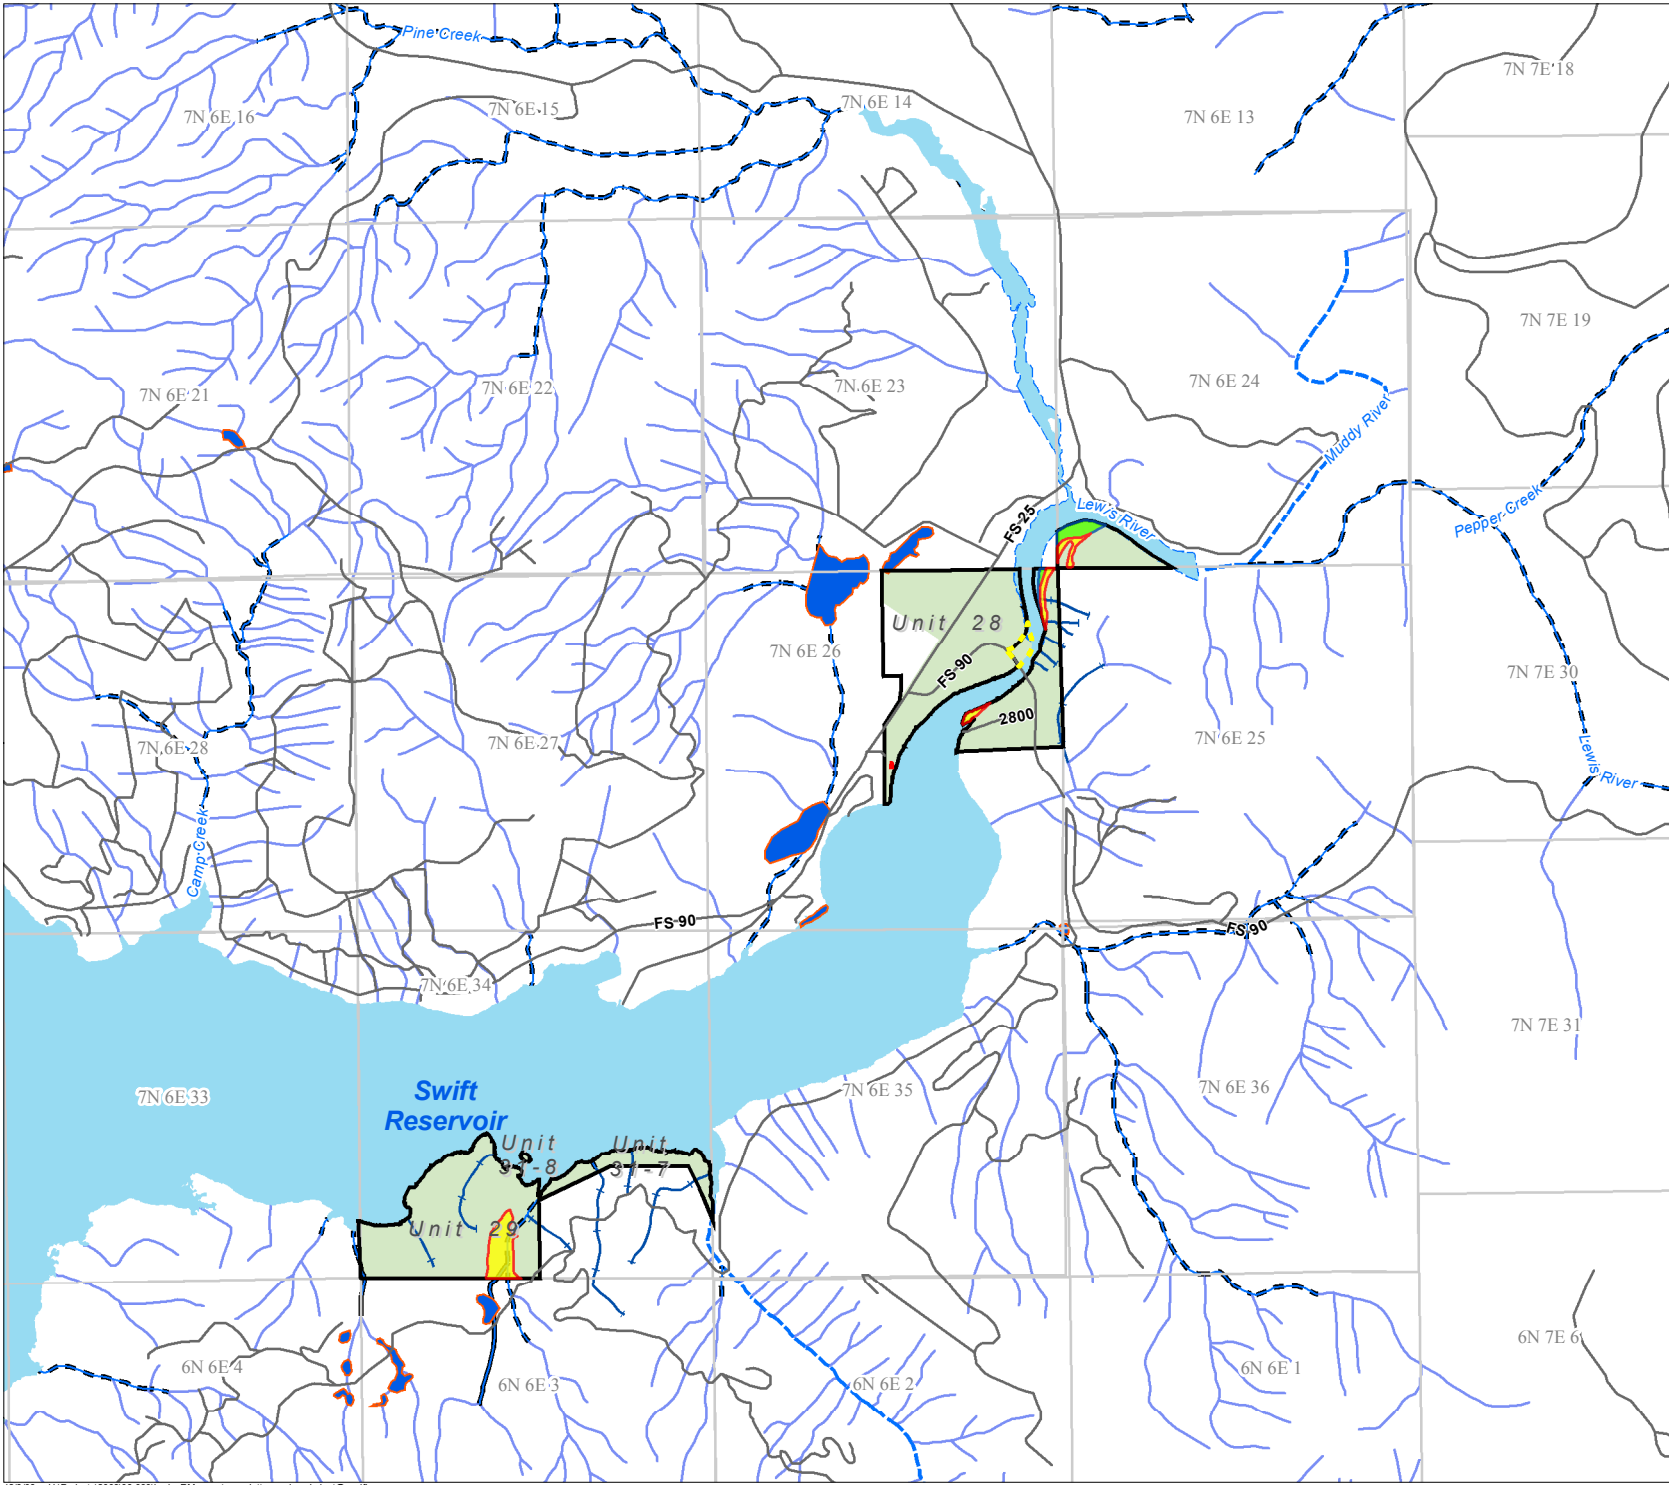 Pine Creek
7N 7E 18
7N 6E 14
7N 6E 15
7N 6E 16
7N 6E 13
7N 7E 19
7N 6E 24
7N 6E 23
7N 6E 22
7N 6E 21
Muddy River
Lewis River
FS-25
Pepper Creek
Unit 28
7N 6E 26
FS-90
7N 7E 30
2800
7N 6E 25
7N 6E 27
7N 6E 28
Lewis River
Camp Creek
FS 90
FS-90
7N 6E 34
7N 7E 31
7N 6E 35
7N 6E 36
7N 6E 33
Swift
Reservoir
Unit
31-8
Unit
31-7
Unit 29
6N 7E 6
6N 6E 4
6N 6E 1
6N 6E 3
6N 6E 2